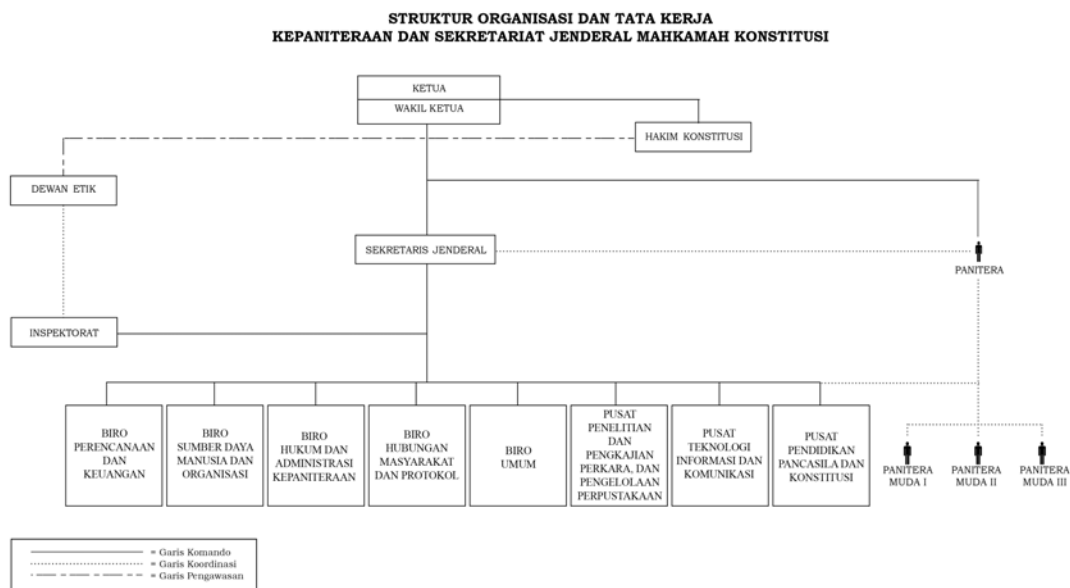 STRUKTUR ORGANISASI DAN TATA KERJA
KEPANITERAAN DAN SEKRETARIAT JENDERAL MAHKAMAH KONSTITUSI
KETUA
WAKIL KETUA
HAKIM KONSTITUSI
DEWAN ETIK
SEKRETARIS JENDERAL
PANITERA
INSPEKTORAT
BIRO
PERENCANAAN
DAN
KEUANGAN
BIRO
SUMBER DAYA
MANUSIA DAN
ORGANISASI
BIRO
HUKUM DAN
ADMINISTRASI
KEPANITERAAN
BIRO
HUBUNGAN
MASYARAKAT
DAN PROTOKOL
BIRO
UMUM
PUSAT
PENELITIAN
DAN
PENGKAJIAN
PERKARA, DAN
PENGELOLAAN
PERPUSTAKAAN
PUSAT
TEKNOLOGI
INFORMASI DAN
KOMUNIKASI
PUSAT
PENDIDIKAN
PANCASILA DAN
KONSTITUSI
PANITERA
MUDA I
PANITERA
MUDA II
PANITERA
MUDA III
= Garis Komando
= Garis Koordinasi
= Garis Pengawasan